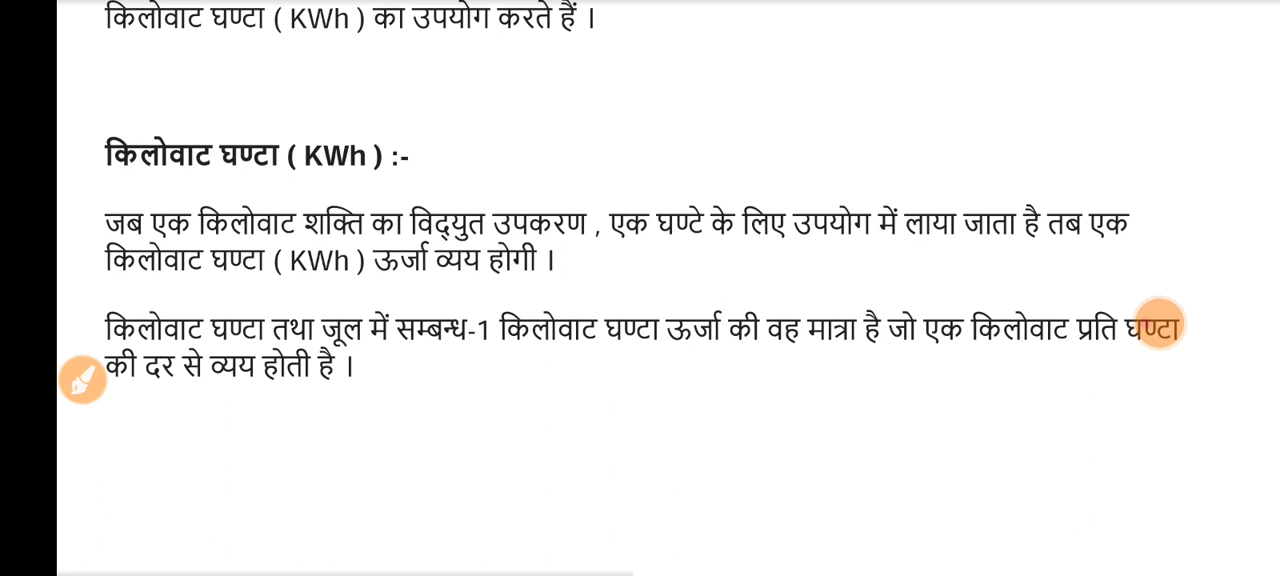 किलोवाट घण्टा ( KWh ) का उपयोग करते हैं ।
किलोवाट घण्टा ( KWh ) :-
जब एक किलोवाट शक्ति का विद्युत उपकरण , एक घण्टे के लिए उपयोग में लाया जाता है तब एक
किलोवाट घण्टा ( KWh ) ऊर्जा व्यय होगी ।
किलोवाट घण्टा तथा जूल में सम्बन्ध-1 किलोवाट घण्टा ऊर्जा की वह मात्रा है जो एक किलोवाट प्रति घण्टा
की दर से व्यय होती है ।